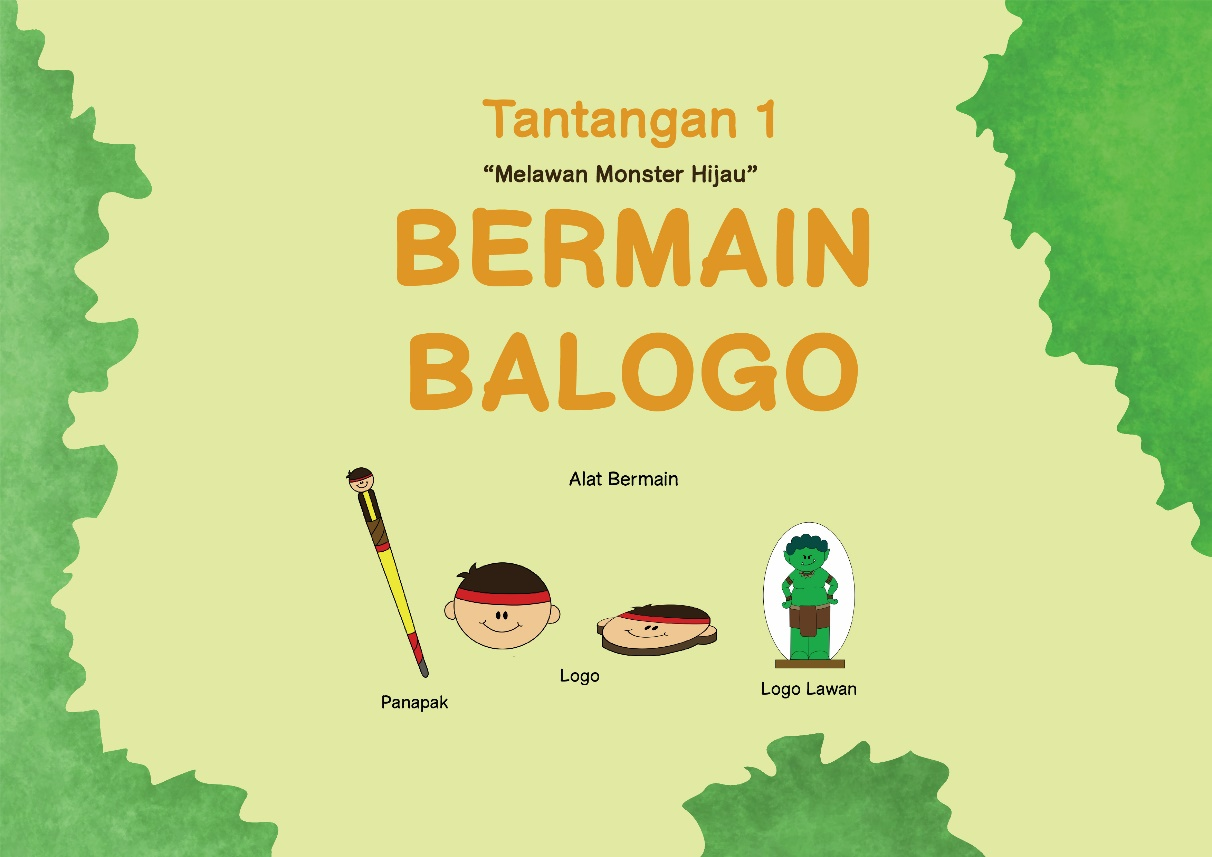 Tantangan 1
“Melawan Monster Hijau”
BERMAIN
BALOGO
Alat Bermain
Panapak
Logo
Logo Lawan